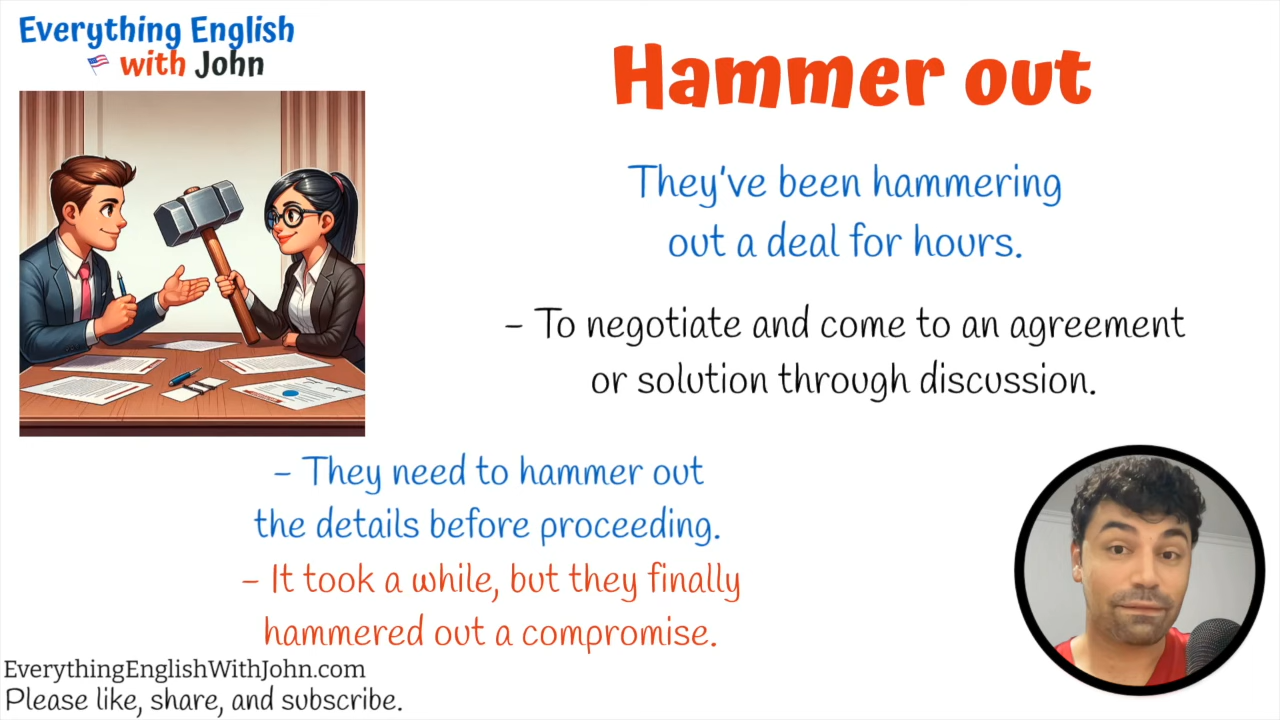 Everything English
with John
Hammer out
They've been hammering
out a deal for hours.
- To negotiate and come to an agreement
or solution through discussion.
- They need to hammer out
the details before proceeding.
- It took a while, but they finally
hammered out a compromise.
EverythingEnglishWithJohn.com
Please like, share, and subscribe.